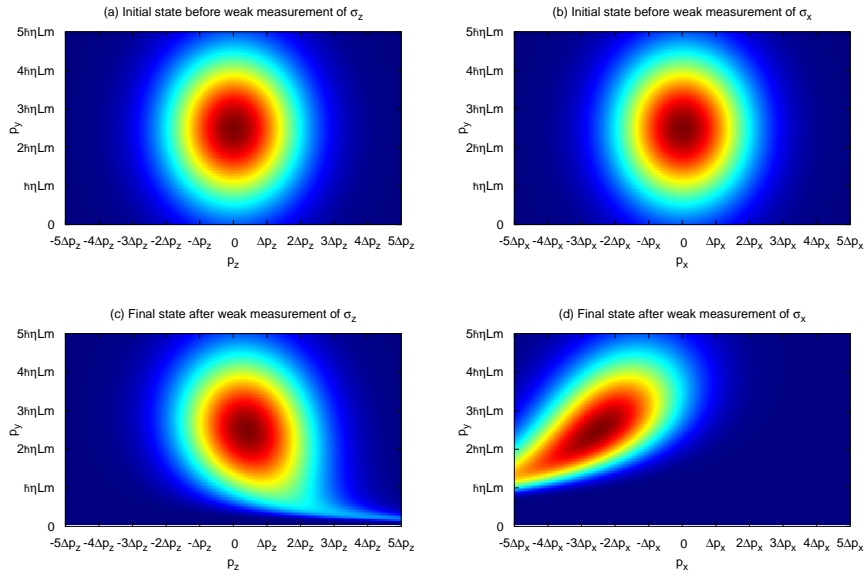 (a) Initial state before weak measurement of σz
5ħηLm
4ħηLm
3ħηLm
2ħηLm
ħηLm
0
py
-5Δpz -4Δpz -3Δpz -2Δpz -Δpz 0 Δpz 2Δpz 3Δpz 4Δpz 5Δpz
pz
(b) Initial state before weak measurement of σx
5ħηLm
4ħηLm
3ħηLm
2ħηLm
ħηLm
0
py
-5Δpx -4Δpx -3Δpx -2Δpx -Δpx 0 Δpx 2Δpx 3Δpx 4Δpx 5Δpx
px
(c) Final state after weak measurement of σz
5ħηLm
4ħηLm
3ħηLm
2ħηLm
ħηLm
0
py
-5Δpz -4Δpz -3Δpz -2Δpz -Δpz 0 Δpz 2Δpz 3Δpz 4Δpz 5Δpz
pz
(d) Final state after weak measurement of σx
5ħηLm
4ħηLm
3ħηLm
2ħηLm
ħηLm
0
py
-5Δpx -4Δpx -3Δpx -2Δpx -Δpx 0 Δpx 2Δpx 3Δpx 4Δpx 5Δpx
px